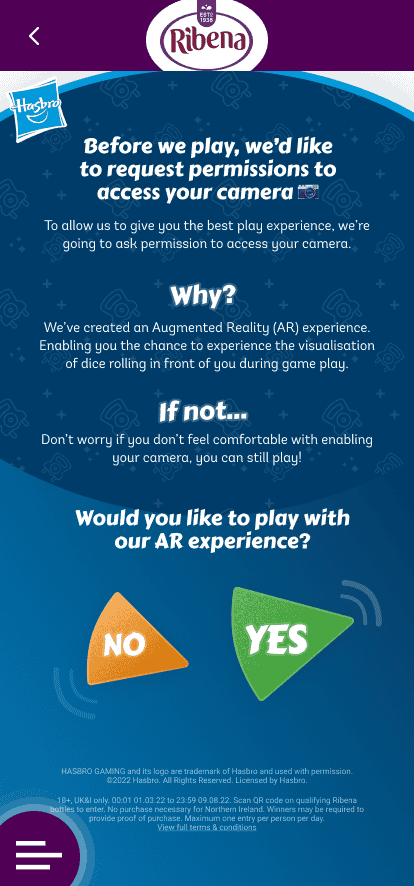 ESTD
1938
Ribena
Hasbro
Before we play, we'd like
to request permissions to
access your camera
To allow us to give you the best play experience, we're
going to ask permission to access your camera.
Why?
We've created an Augmented Reality (AR) experience.
Enabling you the chance to experience the visualisation
of dice rolling in front of you during game play.
If not...
Don't worry if you don't feel comfortable with enabling
your camera, you can still play!
Would you like to play with
our AR experience?
NO
YES
HASBRO GAMING and its logo are trademark of Hasbro and used with permission.
©2022 Hasbro. All Rights Reserved. Licensed by Hasbro.
18+, UK&I only. 00:01 01.03.22 to 23:59 09.08.22. Scan QR code on qualifying Ribena
bottles to enter. No purchase necessary for Northern Ireland. Winners may be required to
provide proof of purchase. Maximum one entry per person per day.
View full terms & conditions